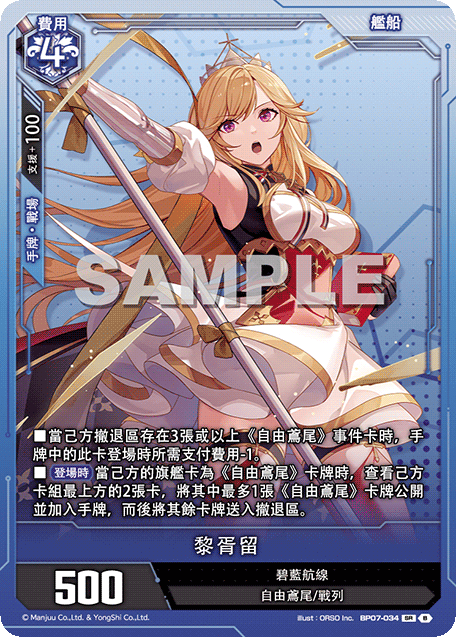 費用
4
艦船
支援+100
手牌・戰場
SAMPLE
■當己方撤退區存在3張或以上《自由鳶尾》事件卡時，手
牌中的此卡登場時所需支付費用-1。
■ 登場時 當己方的旗艦卡為《自由鳶尾》卡牌時，查看己方
卡組最上方的2張卡，將其中最多1張《自由鳶尾》卡牌公開
並加入手牌，而後將其餘卡牌送入撤退區。
黎胥留
500
碧藍航線
自由鳶尾/戰列
© Manjuu Co.,Ltd. & YongShi Co.,Ltd.
illust：ORSO Inc.
BP07-034
SR
B